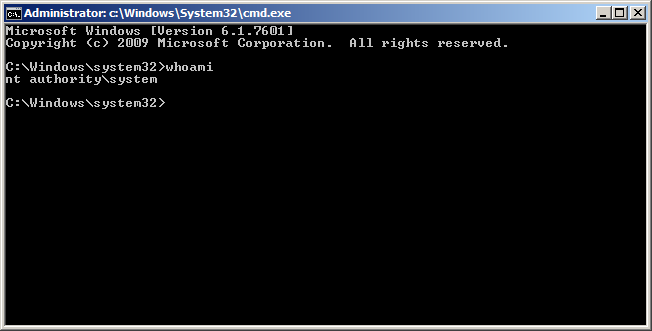 Administrator: c:\Windows\System32\cmd.exe
Microsoft Windows [Version 6.1.7601]
Copyright (c) 2009 Microsoft Corporation.  All rights reserved.
C:\Windows\system32>whoami
nt authority\system
C:\Windows\system32>